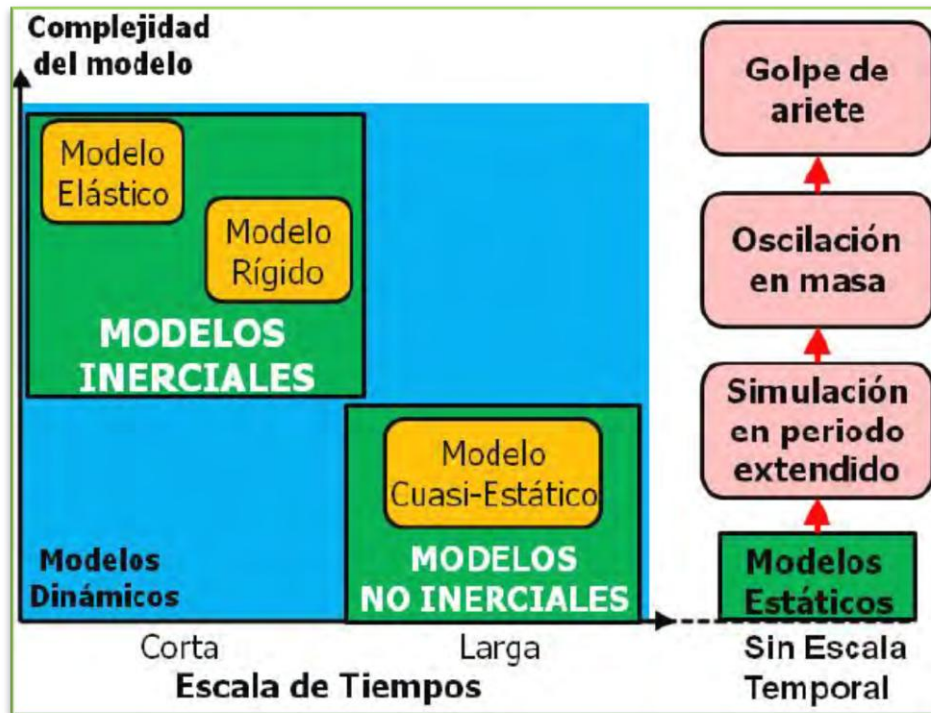 Complejidad
del modelo
Modelo
Elástico
Modelo
Rígido
MODELOS
INERCIALES
Modelo
Cuasi-Estático
MODELOS
NO INERCIALES
Modelos
Dinámicos
Corta
Larga
Escala de Tiempos
Golpe de
ariete
Oscilación
en masa
Simulación
en periodo
extendido
Modelos
Estáticos
Sin Escala
Temporal